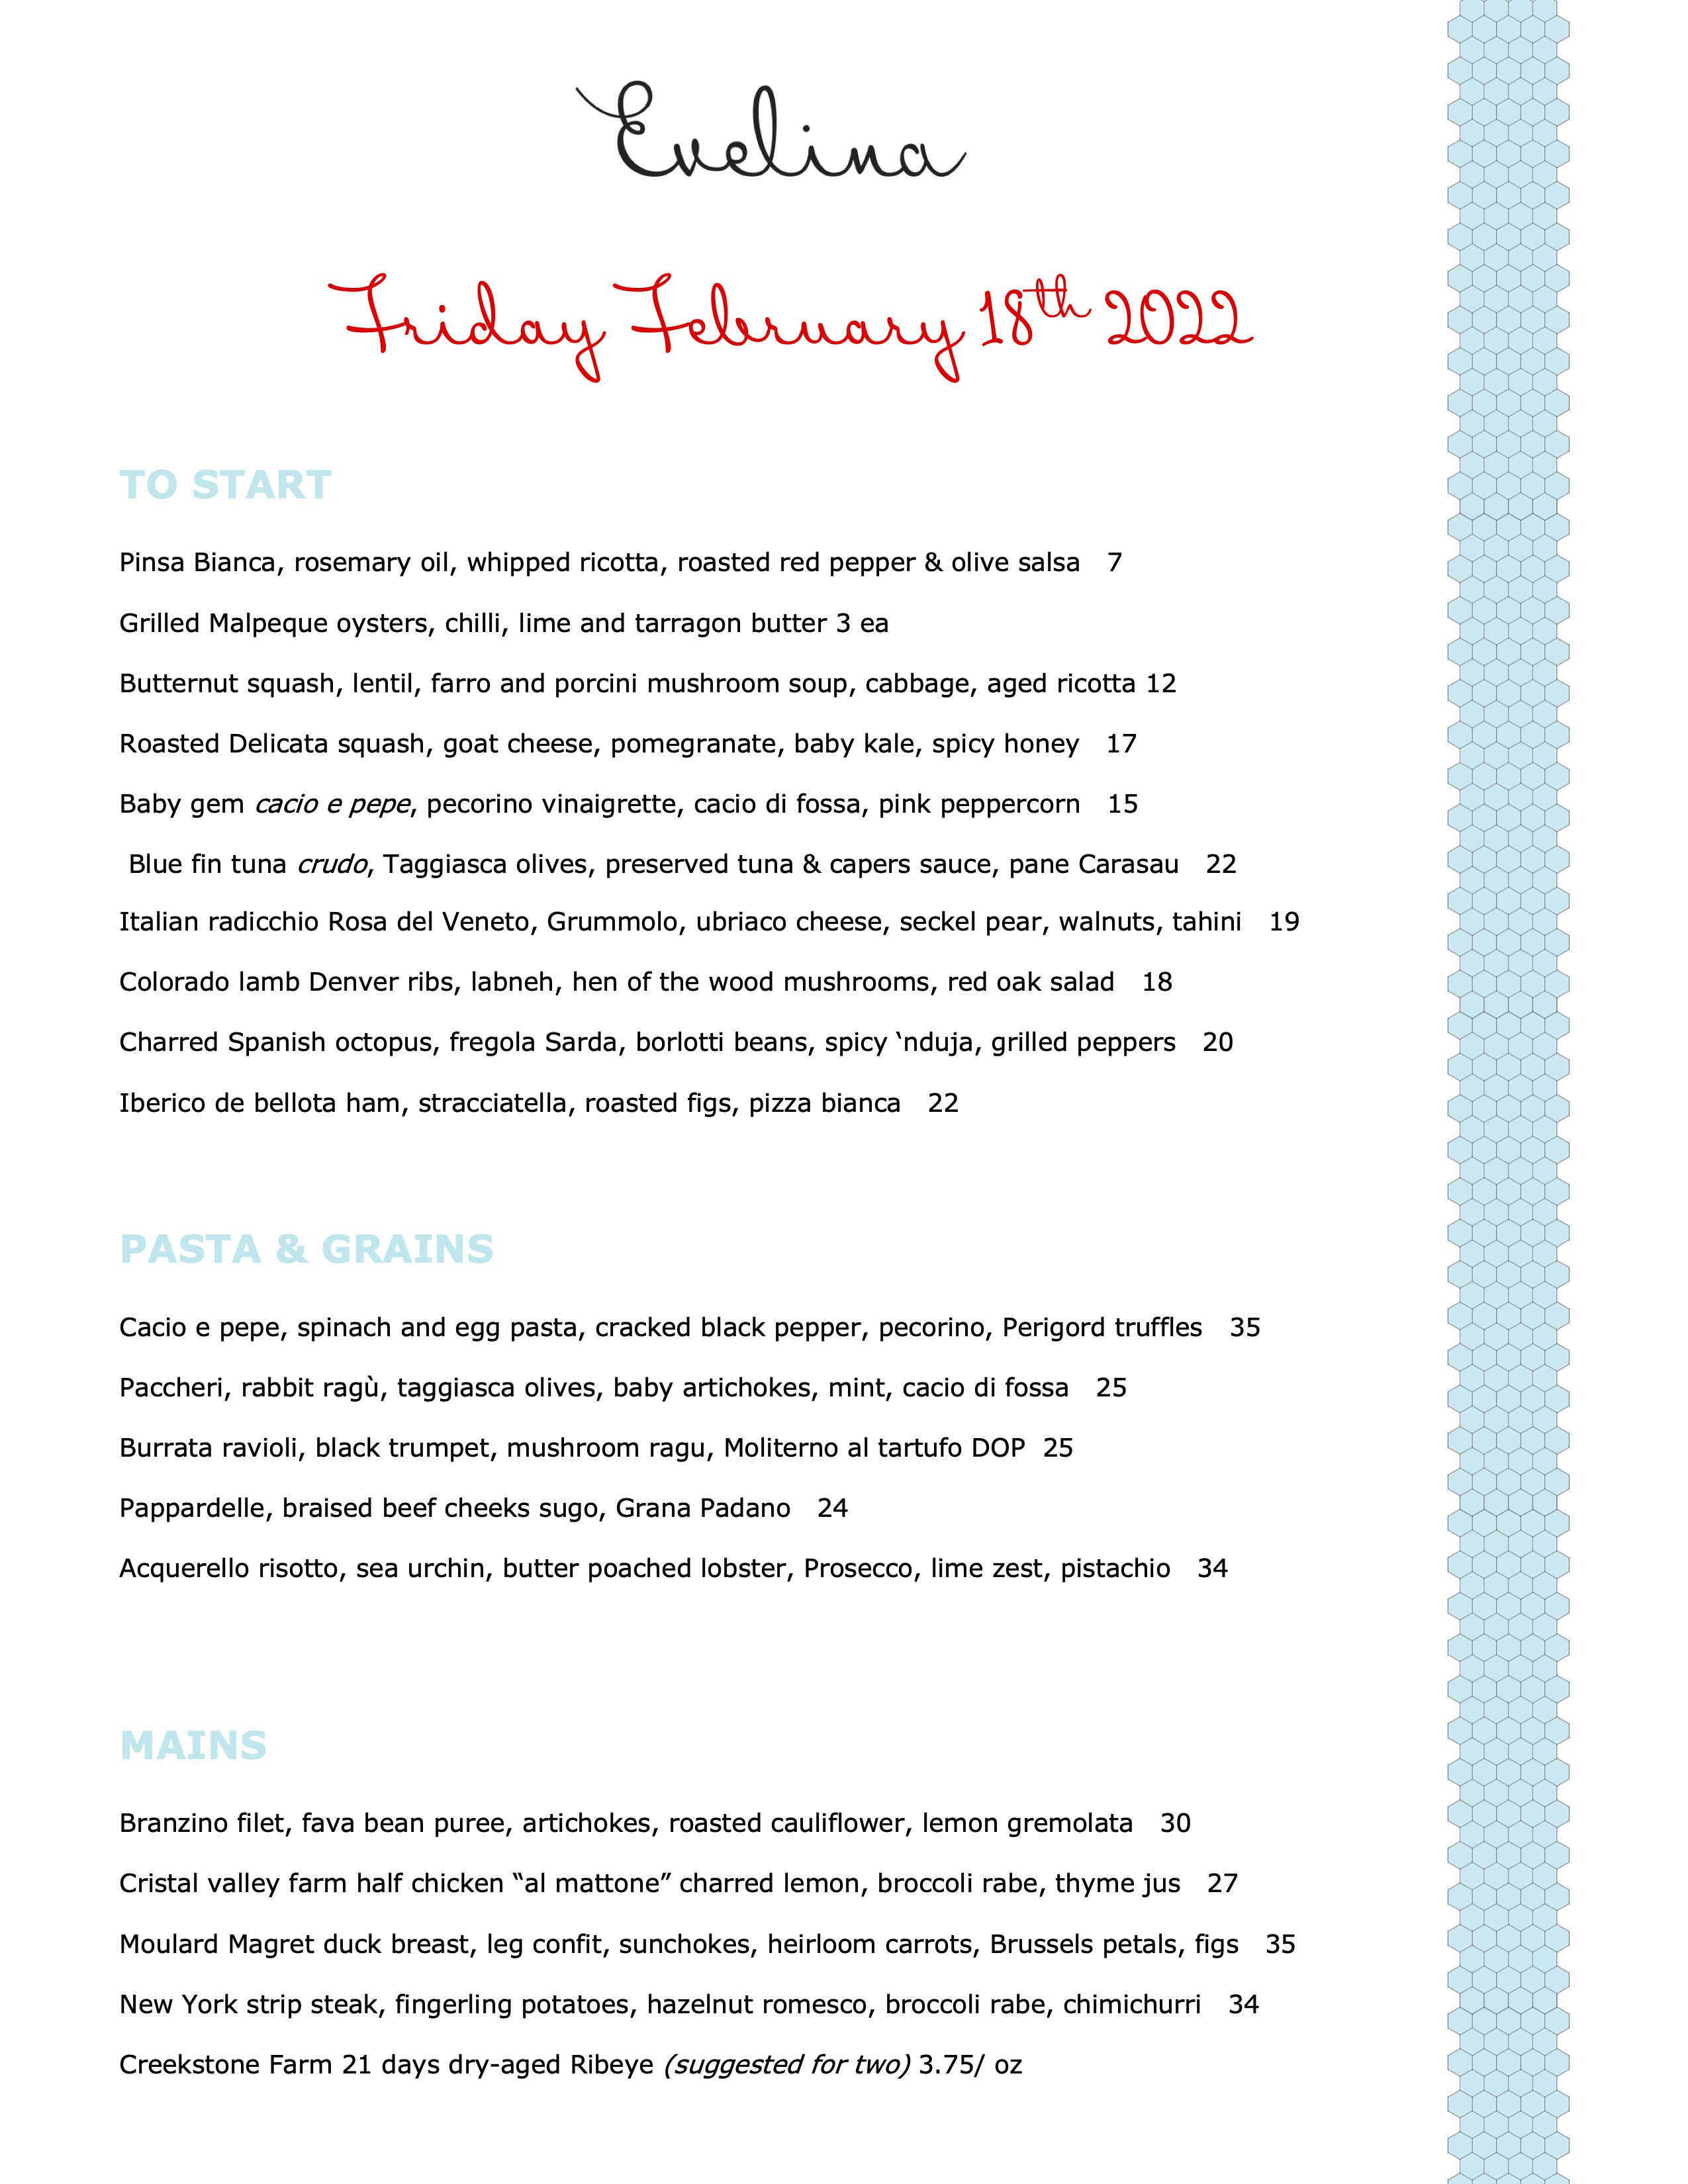 Evelina
Friday February 18th 2022
TO START
Pinsa Bianca, rosemary oil, whipped ricotta, roasted red pepper & olive salsa 7
Grilled Malpeque oysters, chilli, lime and tarragon butter 3 ea
Butternut squash, lentil, farro and porcini mushroom soup, cabbage, aged ricotta 12
Roasted Delicata squash, goat cheese, pomegranate, baby kale, spicy honey 17
Baby gem cacio e pepe, pecorino vinaigrette, cacio di fossa, pink peppercorn 15
Blue fin tuna crudo, Taggiasca olives, preserved tuna & capers sauce, pane Carasau 22
Italian radicchio Rosa del Veneto, Grummolo, ubriaco cheese, seckel pear, walnuts, tahini 19
Colorado lamb Denver ribs, labneh, hen of the wood mushrooms, red oak salad 18
Charred Spanish octopus, fregola Sarda, borlotti beans, spicy ‘nduja, grilled peppers 20
Iberico de bellota ham, stracciatella, roasted figs, pizza bianca 22
PASTA & GRAINS
Cacio e pepe, spinach and egg pasta, cracked black pepper, pecorino, Perigord truffles 35
Paccheri, rabbit ragù, taggiasca olives, baby artichokes, mint, cacio di fossa 25
Burrata ravioli, black trumpet, mushroom ragu, Moliterno al tartufo DOP 25
Pappardelle, braised beef cheeks sugo, Grana Padano 24
Acquerello risotto, sea urchin, butter poached lobster, Prosecco, lime zest, pistachio 34
MAINS
Branzino filet, fava bean puree, artichokes, roasted cauliflower, lemon gremolata 30
Cristal valley farm half chicken “al mattone” charred lemon, broccoli rabe, thyme jus 27
Moulard Magret duck breast, leg confit, sunchokes, heirloom carrots, Brussels petals, figs 35
New York strip steak, fingerling potatoes, hazelnut romesco, broccoli rabe, chimichurri 34
Creekstone Farm 21 days dry-aged Ribeye (suggested for two) 3.75/ oz